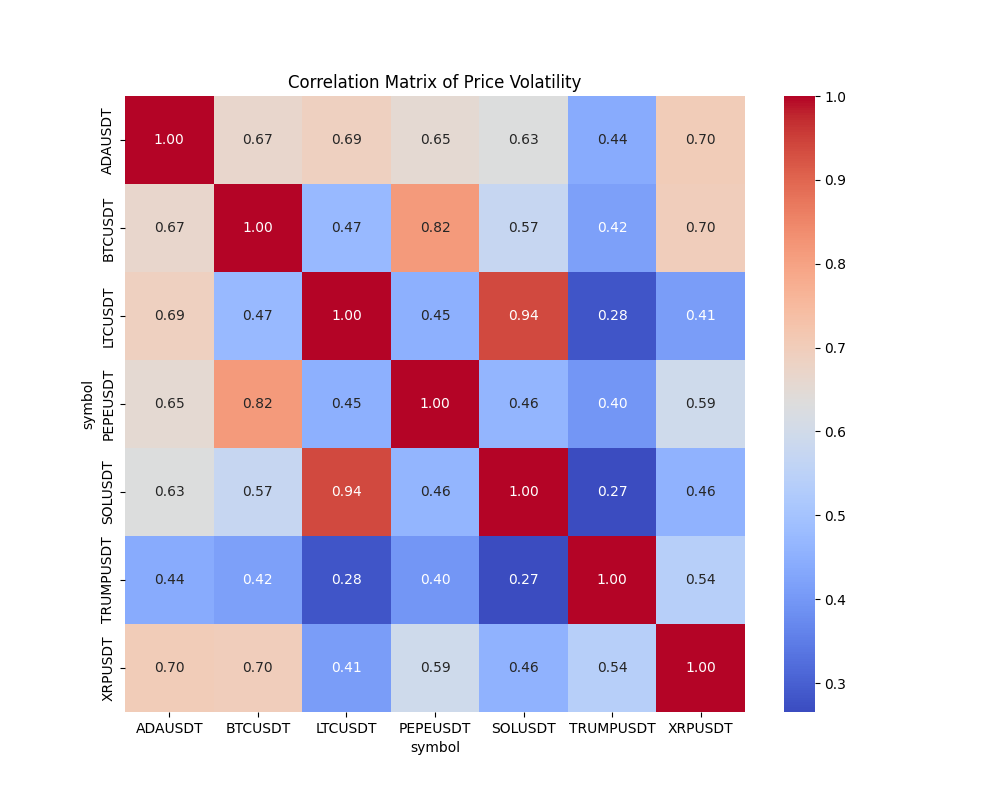 Correlation Matrix of Price Volatility
ADAUSDT 1.00 0.67 0.69 0.65 0.63 0.44 0.70
BTCUSDT 0.67 1.00 0.47 0.82 0.57 0.42 0.70
LTCUSDT 0.69 0.47 1.00 0.45 0.94 0.28 0.41
PEPEUSDT 0.65 0.82 0.45 1.00 0.46 0.40 0.59
SOLUSDT 0.63 0.57 0.94 0.46 1.00 0.27 0.46
TRUMPUSDT 0.44 0.42 0.28 0.40 0.27 1.00 0.54
XRPUSDT 0.70 0.70 0.41 0.59 0.46 0.54 1.00
symbol
ADAUSDT BTCUSDT LTCUSDT PEPEUSDT SOLUSDT TRUMPUSDT XRPUSDT
symbol
1.0
0.9
0.8
0.7
0.6
0.5
0.4
0.3